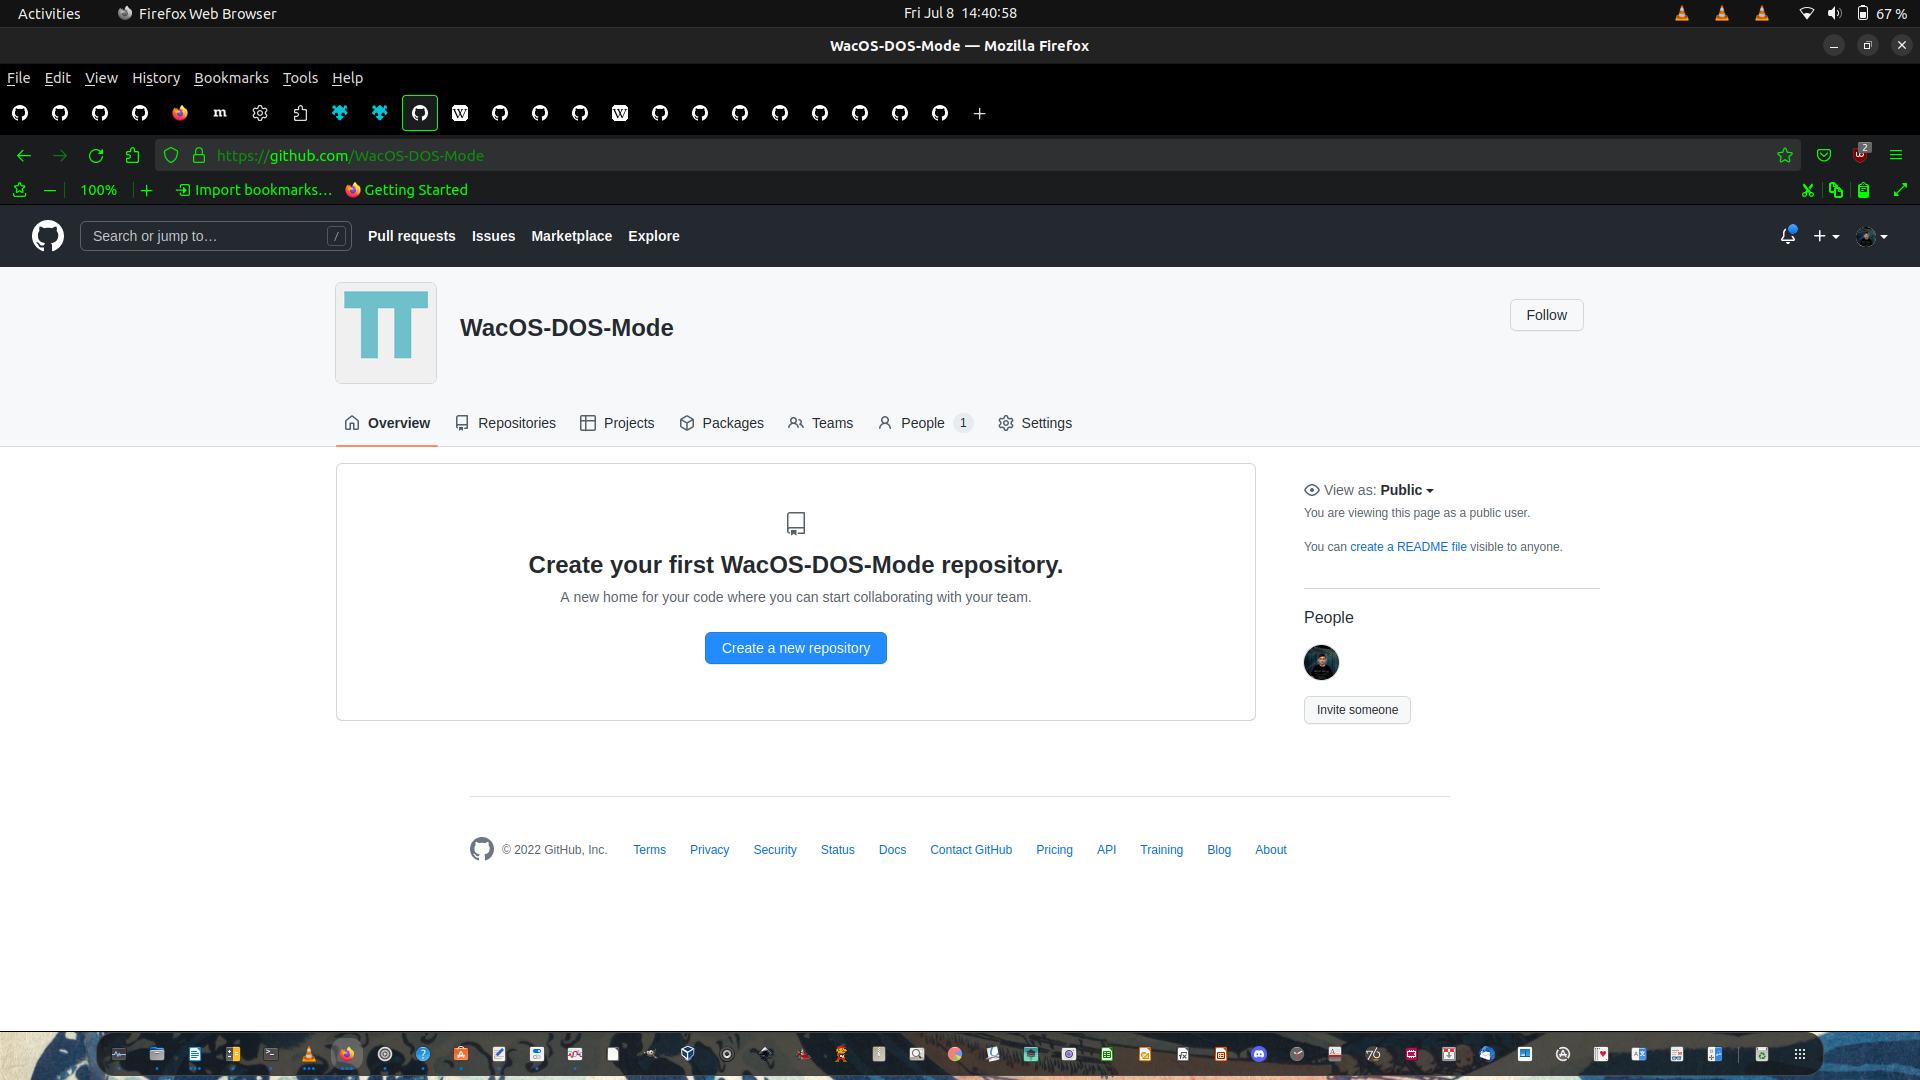 Activities Firefox Web Browser Fri Jul 8 14:40:58 67 %
WacOS-DOS-Mode — Mozilla Firefox
File Edit View History Bookmarks Tools Help
https://github.com/WacOS-DOS-Mode 2
100% Import bookmarks… Getting Started
Search or jump to… / Pull requests Issues Marketplace Explore
WacOS-DOS-Mode
Follow
Overview Repositories Projects Packages Teams People 1 Settings
Create your first WacOS-DOS-Mode repository.
A new home for your code where you can start collaborating with your team.
Create a new repository
View as: Public
You are viewing this page as a public user.
You can create a README file visible to anyone.
People
Invite someone
© 2022 GitHub, Inc. Terms Privacy Security Status Docs Contact GitHub Pricing API Training Blog About